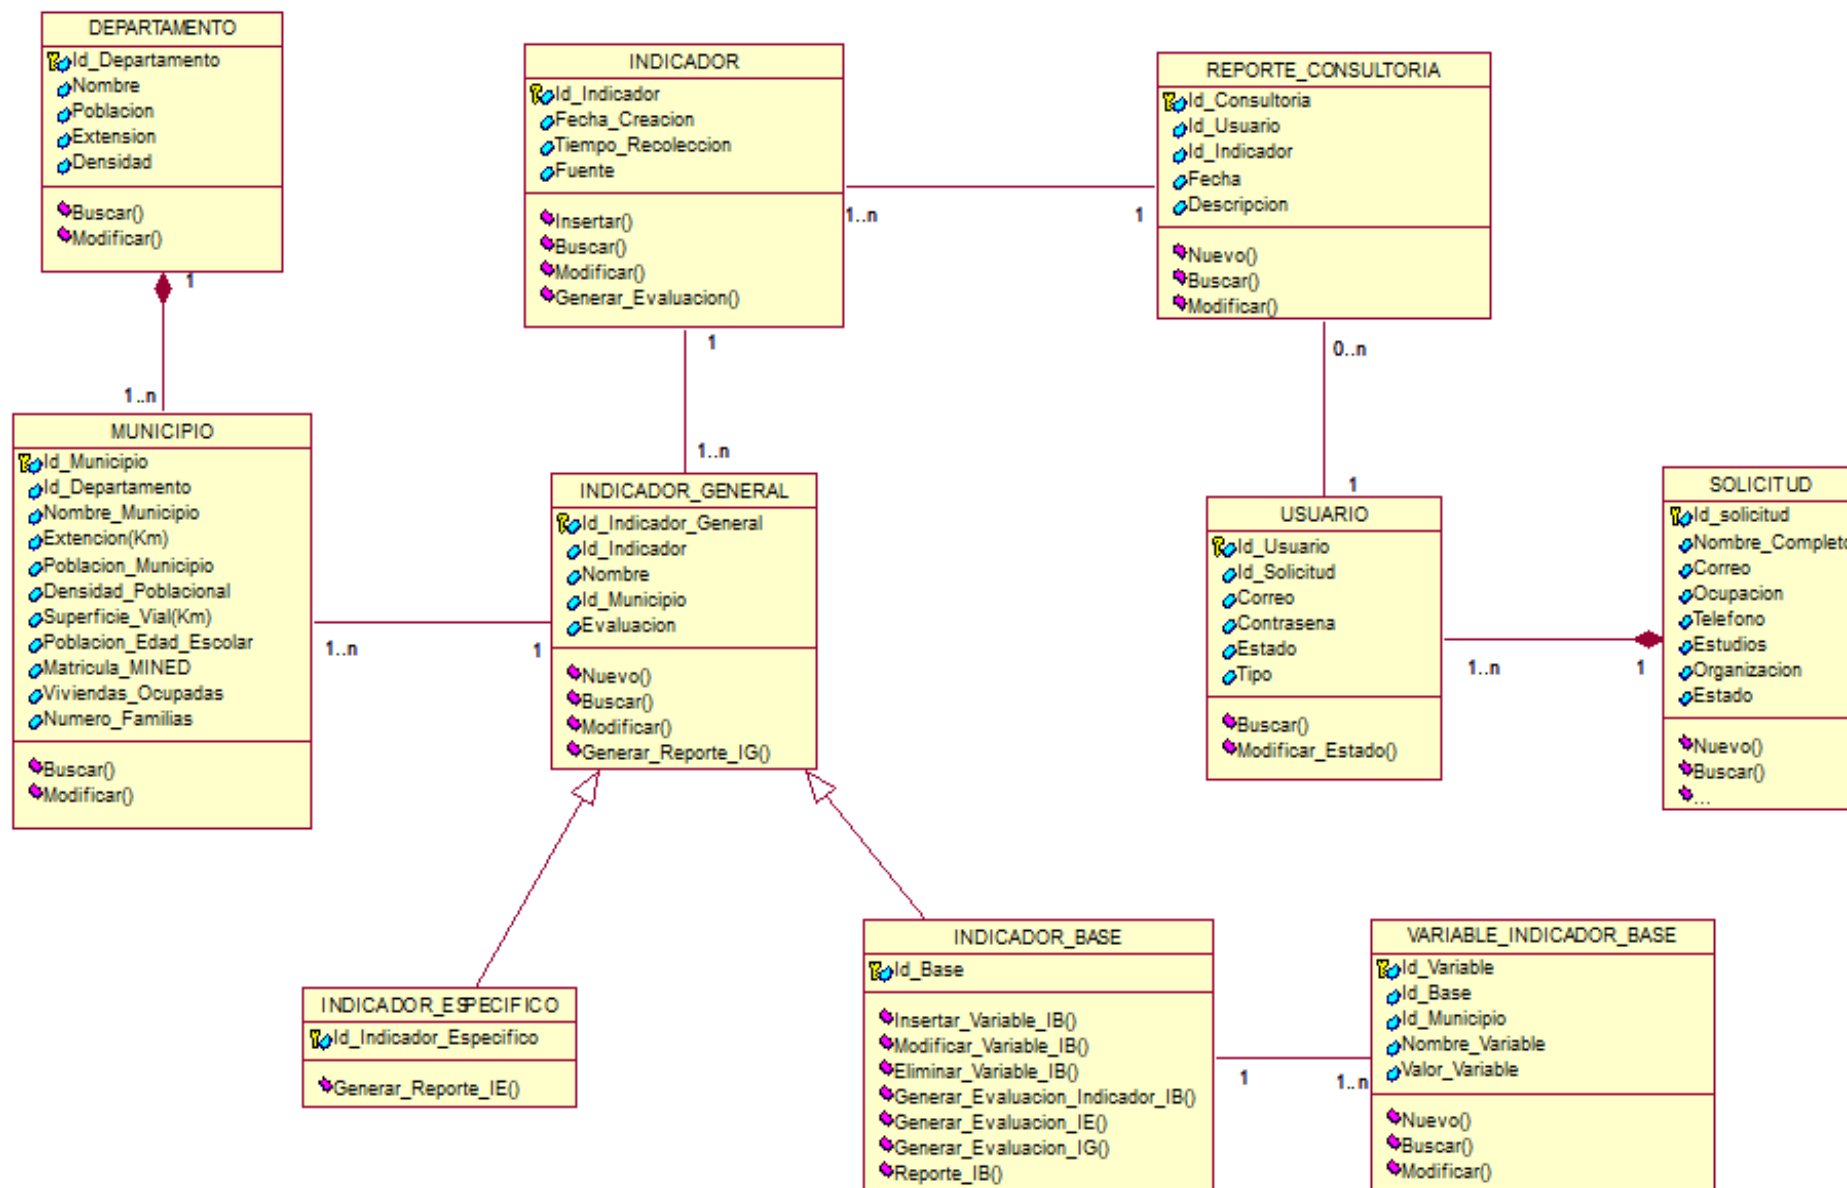 DEPARTAMENTO
Id_Departamento
Nombre
Poblacion
Extension
Densidad
Buscar()
Modificar()
1
1..n
MUNICIPIO
Id_Municipio
Id_Departamento
Nombre_Municipio
Extencion(Km)
Poblacion_Municipio
Densidad_Poblacional
Superficie_Vial(Km)
Poblacion_Edad_Escolar
Matricula_MINED
Viviendas_Ocupadas
Numero_Familias
Buscar()
Modificar()
1..n
1
INDICADOR
Id_Indicador
Fecha_Creacion
Tiempo_Recoleccion
Fuente
Insertar()
Buscar()
Modificar()
Generar_Evaluacion()
1..n
1
1
1..n
INDICADOR_GENERAL
Id_Indicador_General
Id_Indicador
Nombre
Id_Municipio
Evaluacion
Nuevo()
Buscar()
Modificar()
Generar_Reporte_IG()
REPORTE_CONSULTORIA
Id_Consultoria
Id_Usuario
Id_Indicador
Fecha
Descripcion
Nuevo()
Buscar()
Modificar()
0..n
1
USUARIO
Id_Usuario
Id_Solicitud
Correo
Contrasena
Estado
Tipo
Buscar()
Modificar_Estado()
1..n
1
SOLICITUD
Id_solicitud
Nombre_Completo
Correo
Ocupacion
Telefono
Estudios
Organizacion
Estado
Nuevo()
Buscar()
...
INDICADOR_ESPECIFICO
Id_Indicador_Especifico
Generar_Reporte_IE()
INDICADOR_BASE
Id_Base
Insertar_Variable_IB()
Modificar_Variable_IB()
Eliminar_Variable_IB()
Generar_Evaluacion_Indicador_IB()
Generar_Evaluacion_IE()
Generar_Evaluacion_IG()
Reporte_IB()
1
1..n
VARIABLE_INDICADOR_BASE
Id_Variable
Id_Base
Id_Municipio
Nombre_Variable
Valor_Variable
Nuevo()
Buscar()
Modificar()